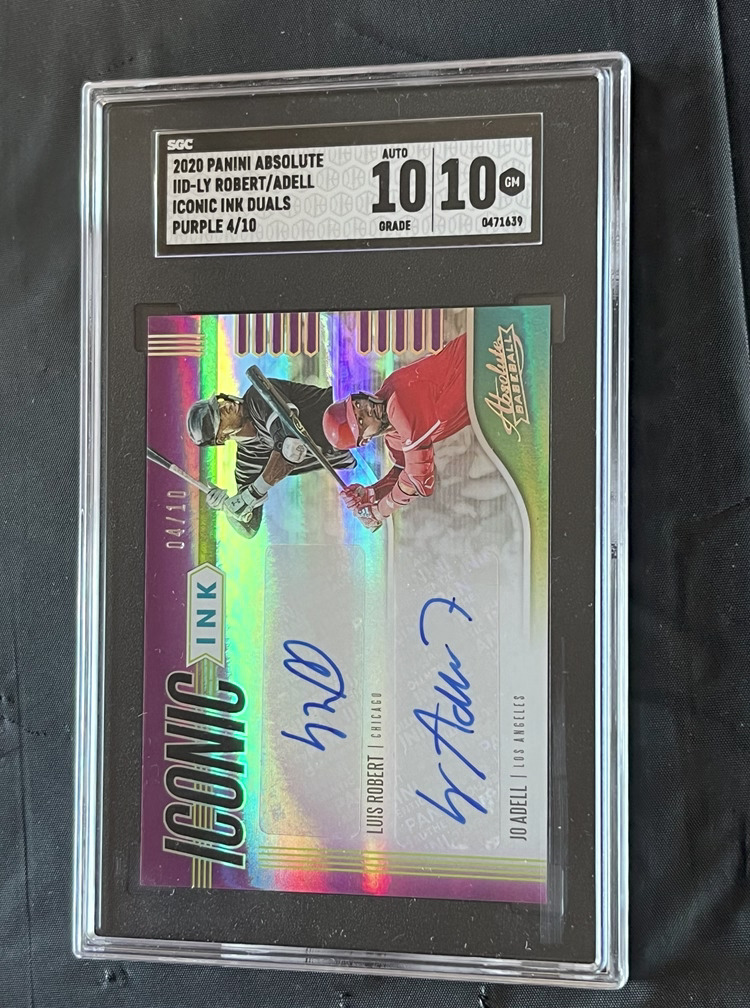 SGC
2020 PANINI ABSOLUTE
IID-LY ROBERT/ADELL
ICONIC INK DUALS
PURPLE 4/10
AUTO
10
GRADE
10
GM
0471639
04/10
ICONIC
INK
LUIS ROBERT | CHICAGO
JO ADELL | LOS ANGELES
Absolute
BASEBALL